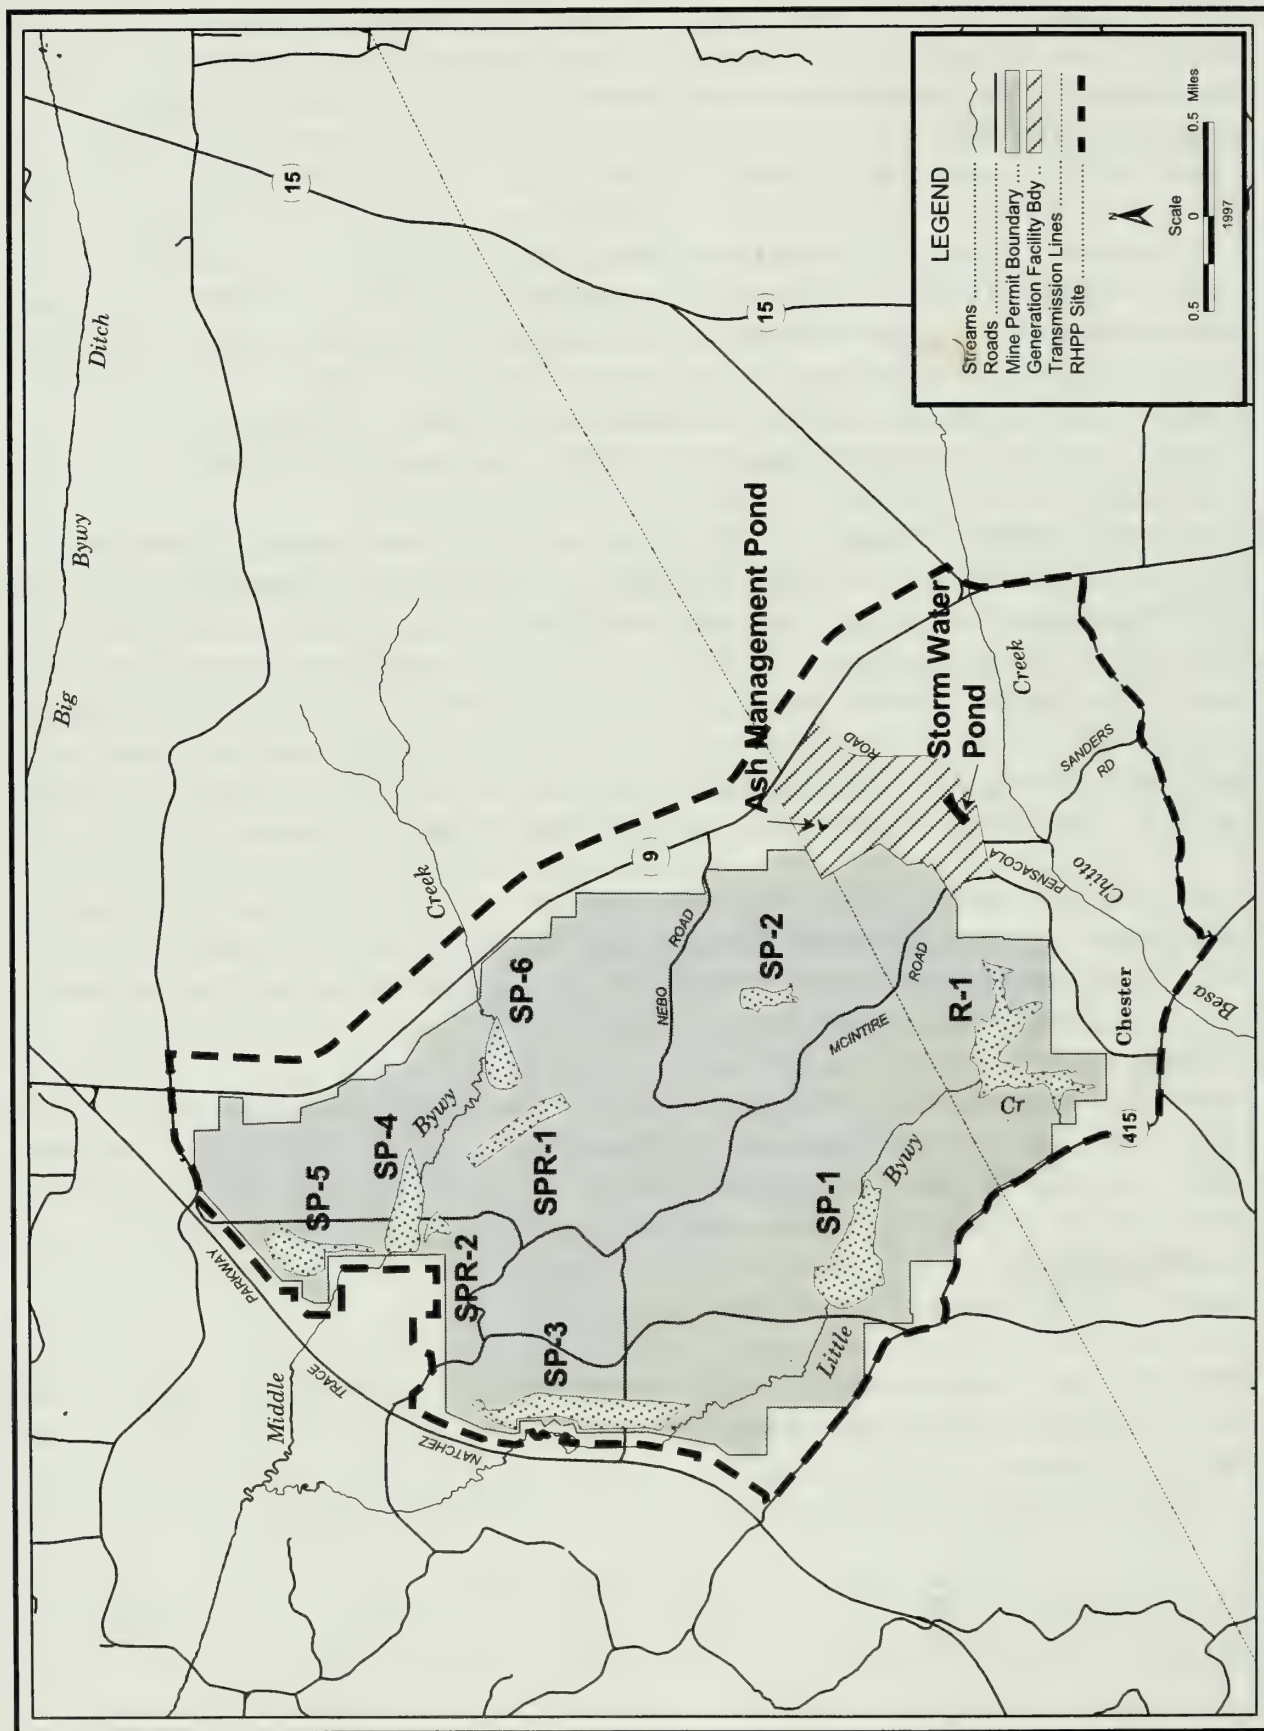 Big
Bywy
Ditch
15
15
PARKWAY
TRACE
NATCHEZ
Middle
Creek
Bywy
9
SP-5
SP-4
SP-6
SPR-1
SPR-2
SP-3
NEBO
ROAD
SP-2
MCINTIRE
ROAD
Ash Management Pond
ROAD
Storm Water
Pond
Creek
SANDERS
RD
PENSACOLA
Chitto
Besa
R-1
Chester
Cr
Bywy
SP-1
Little
415
LEGEND
Streams
Roads
Mine Permit Boundary
Generation Facility Bdy
Transmission Lines
RHPP Site
N
Scale
0.5 0 0.5 Miles
1997